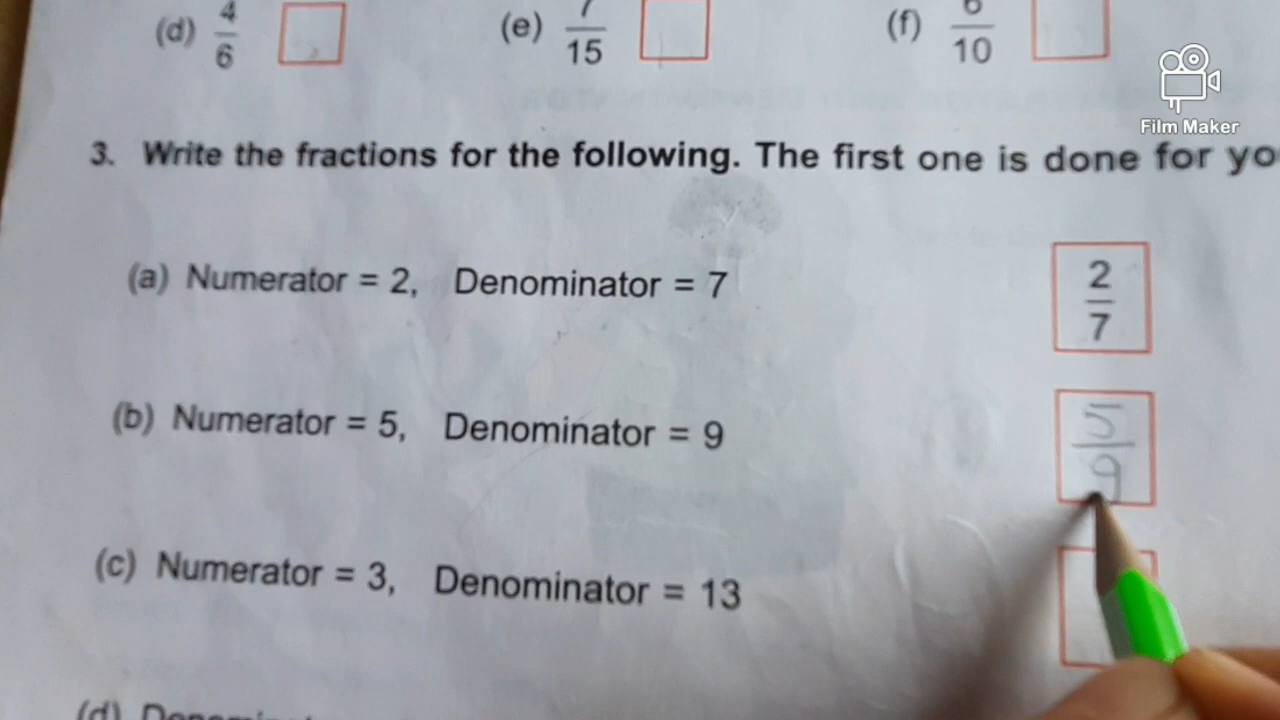 (d) 4/6 (e) 7/15 (f) 6/10
Film Maker
3. Write the fractions for the following. The first one is done for yo
(a) Numerator = 2, Denominator = 7 2/7
(b) Numerator = 5, Denominator = 9 5/9
(c) Numerator = 3, Denominator = 13
(d)